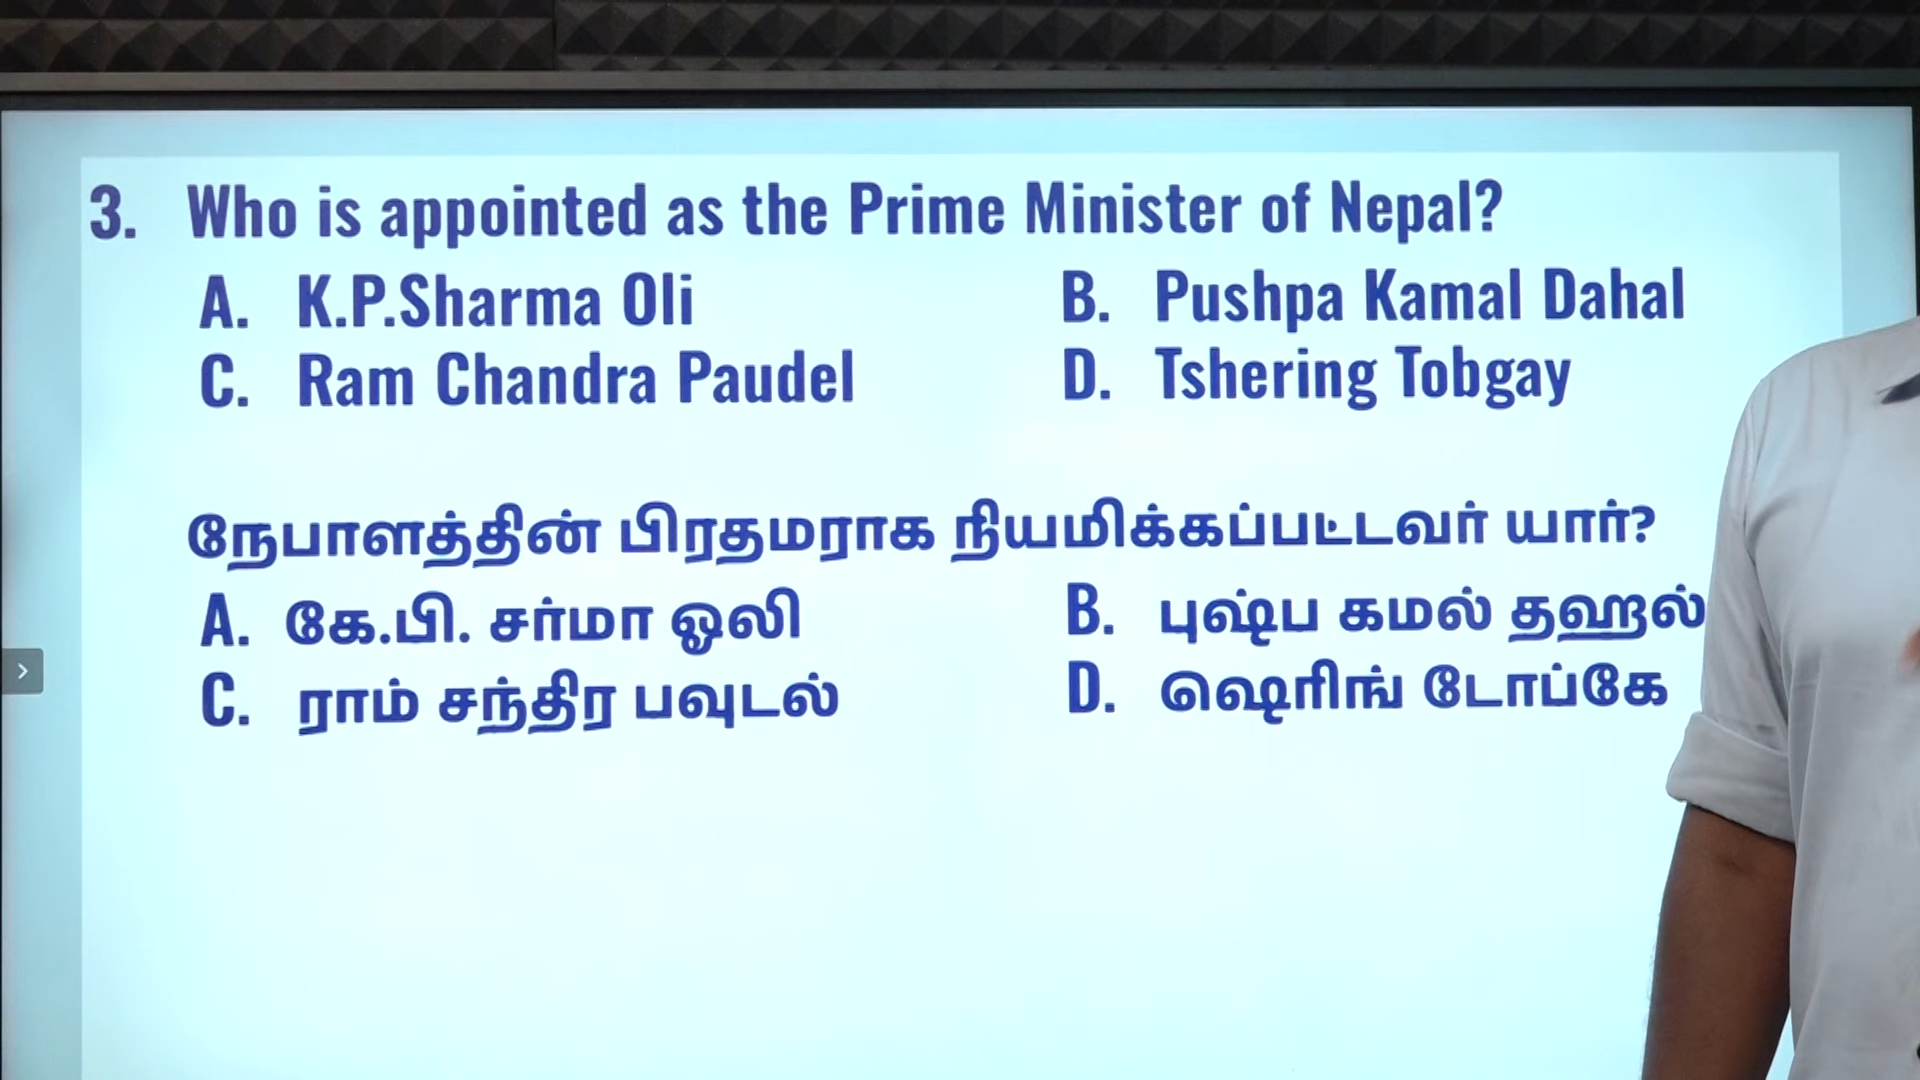 3. Who is appointed as the Prime Minister of Nepal?
A. K.P.Sharma Oli B. Pushpa Kamal Dahal
C. Ram Chandra Paudel D. Tshering Tobgay
நேபாளத்தின் பிரதமராக நியமிக்கப்பட்டவர் யார்?
A. கே.பி. சர்மா ஓலி B. புஷ்ப கமல் தஹல்
C. ராம் சந்திர பவுடல் D. ஷெரிங் டோப்கே